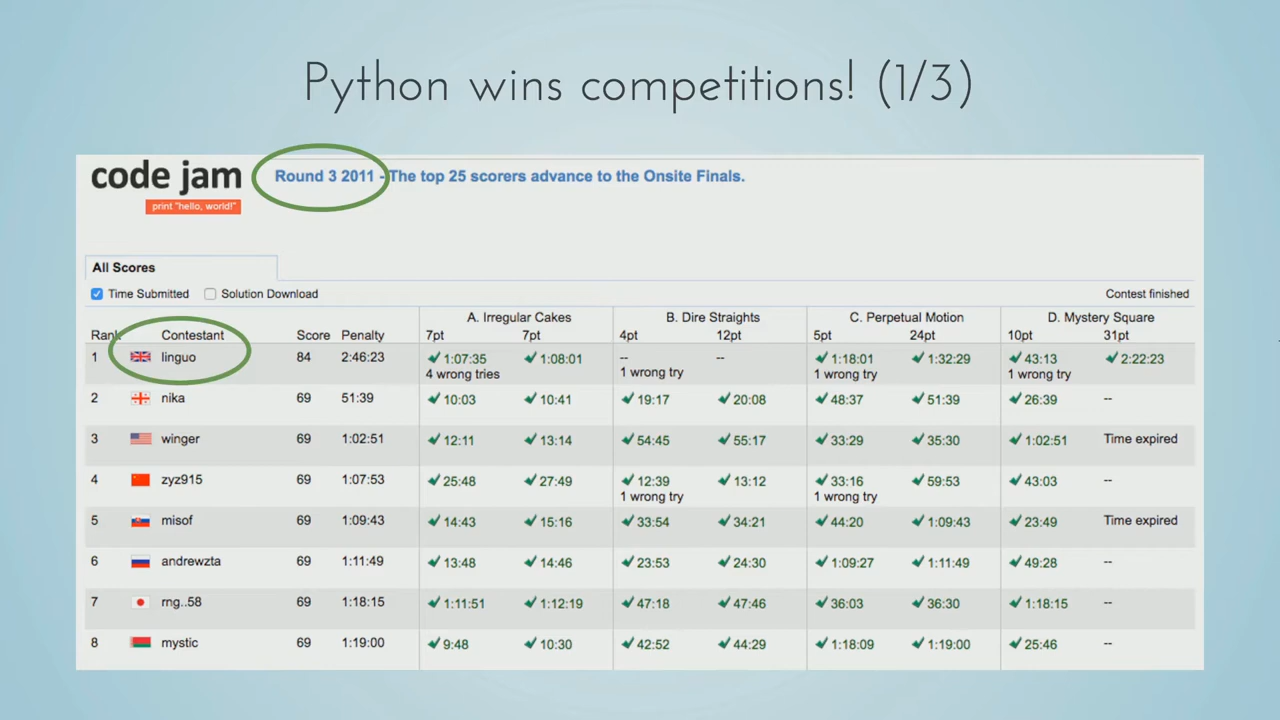 Python wins competitions! (1/3)
code jam
print "hello, world!"
Round 3 2011 - The top 25 scorers advance to the Onsite Finals.
All Scores
Time Submitted Solution Download Contest finished
A. Irregular Cakes B. Dire Straights C. Perpetual Motion D. Mystery Square
Rank Contestant Score Penalty 7pt 7pt 4pt 12pt 5pt 24pt 10pt 31pt
1 linguo 84 2:46:23 1:07:35 1:08:01 -- -- 1:18:01 1:32:29 43:13 2:22:23
4 wrong tries 1 wrong try 1 wrong try 1 wrong try
2 nika 69 51:39 10:03 10:41 19:17 20:08 48:37 51:39 26:39 --
3 winger 69 1:02:51 12:11 13:14 54:45 55:17 33:29 35:30 1:02:51 Time expired
4 zyz915 69 1:07:53 25:48 27:49 12:39 13:12 33:16 59:53 43:03 --
1 wrong try 1 wrong try
5 misof 69 1:09:43 14:43 15:16 33:54 34:21 44:20 1:09:43 23:49 Time expired
6 andrewzta 69 1:11:49 13:48 14:46 23:53 24:30 1:09:27 1:11:49 49:28 --
7 rng..58 69 1:18:15 1:11:51 1:12:19 47:18 47:46 36:03 36:30 1:18:15 --
8 mystic 69 1:19:00 9:48 10:30 42:52 44:29 1:18:09 1:19:00 25:46 --